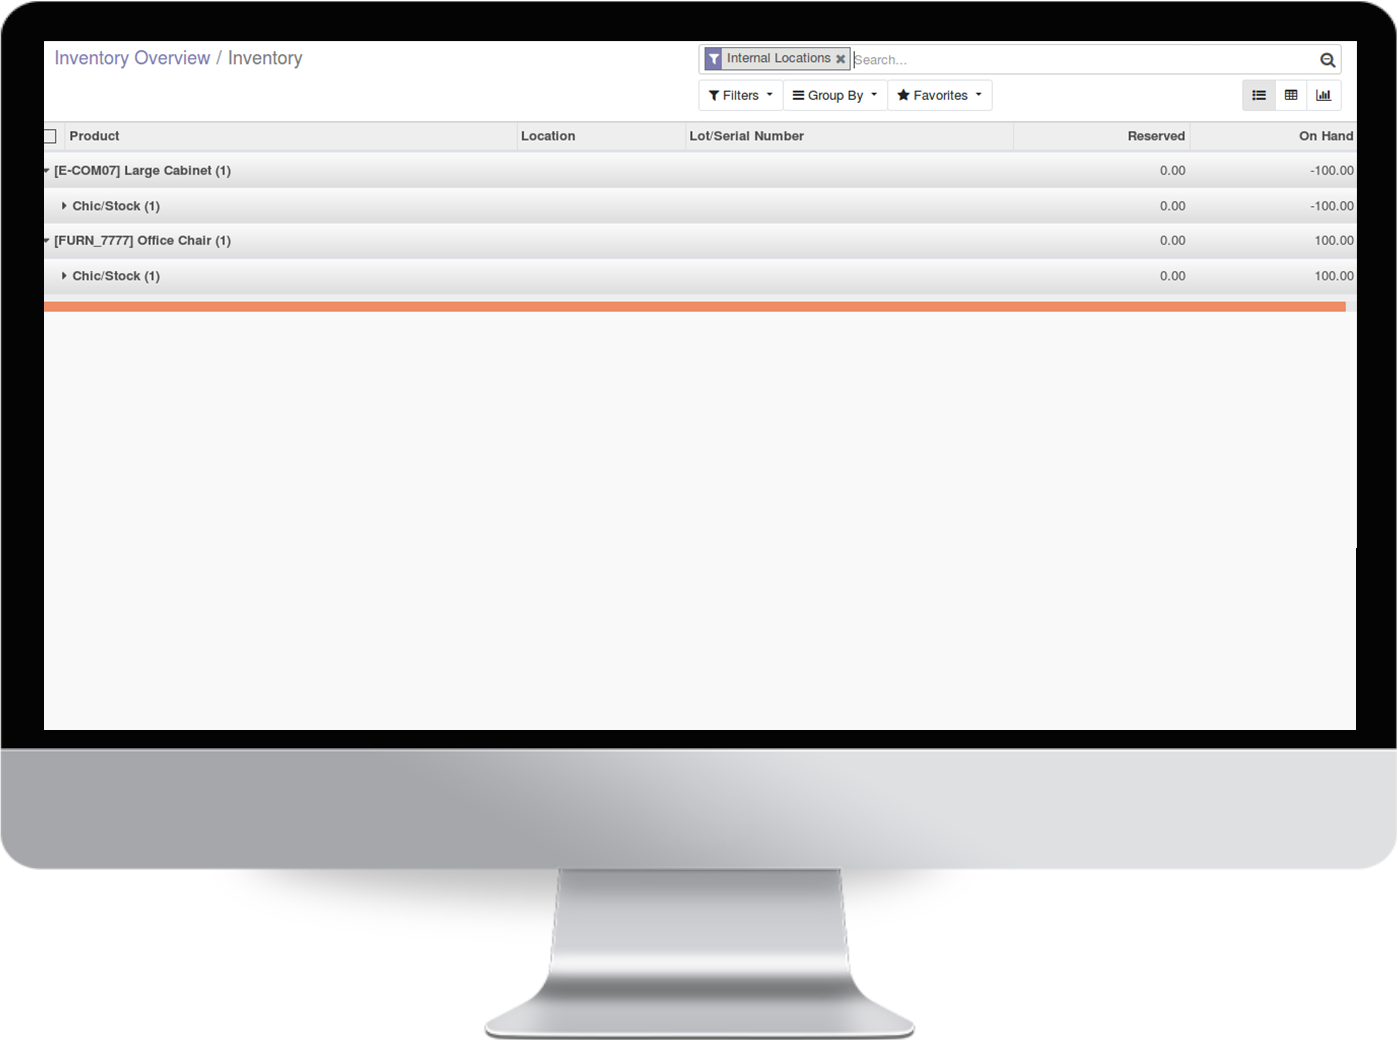 Inventory Overview / Inventory
Internal Locations ✖ Search...
Filters Group By Favorites
Product Location Lot/Serial Number Reserved On Hand
[E-COM07] Large Cabinet (1) 0.00 -100.00
Chic/Stock (1) 0.00 -100.00
[FURN_7777] Office Chair (1) 0.00 100.00
Chic/Stock (1) 0.00 100.00